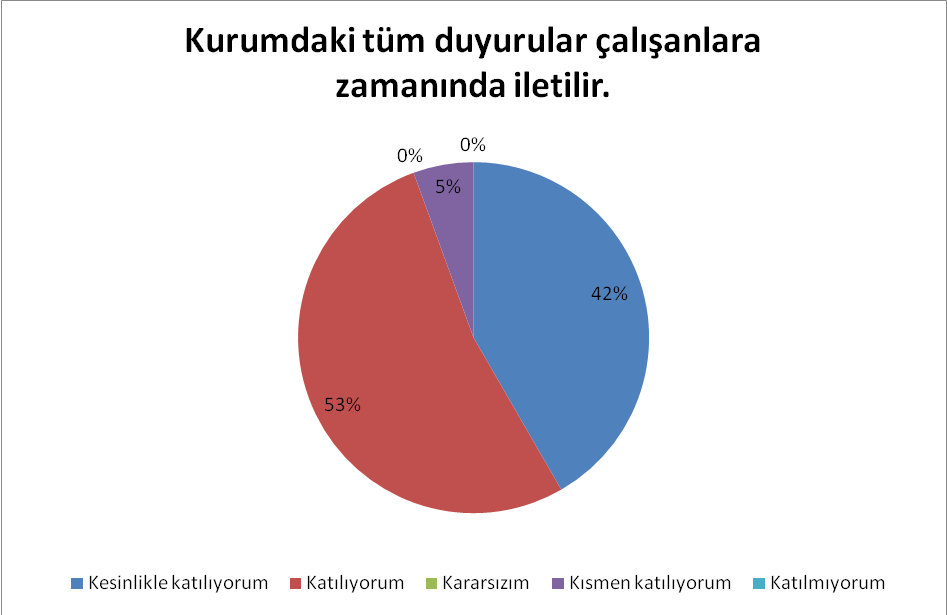 Kurumdaki tüm duyurular çalışanlara
zamanında iletilir.
0%
0%
5%
42%
53%
Kesinlikle katılıyorum Katılıyorum Kararsızım Kısmen katılıyorum Katılmıyorum